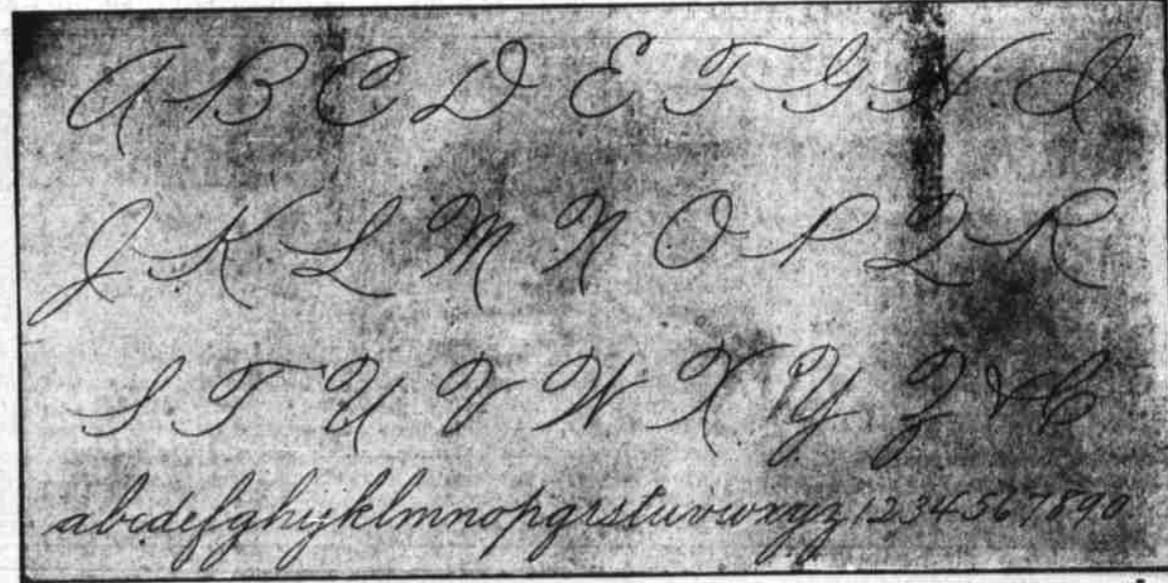 A B C D E F G H I
J K L M N O P Q R
S T U V W X Y Z &
abcdefghijklmnopqrstuvwxyz 1234567890